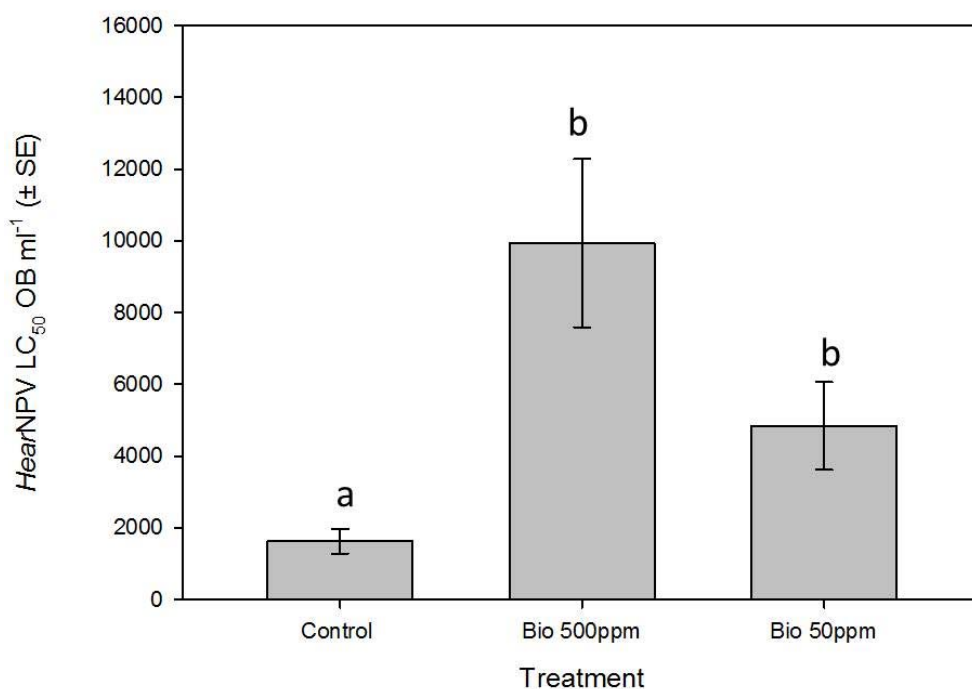 HearNPV LC50 OB ml-1 (± SE)
16000
14000
12000
10000
8000
6000
4000
2000
0
a
b
b
Control Bio 500ppm Bio 50ppm
Treatment